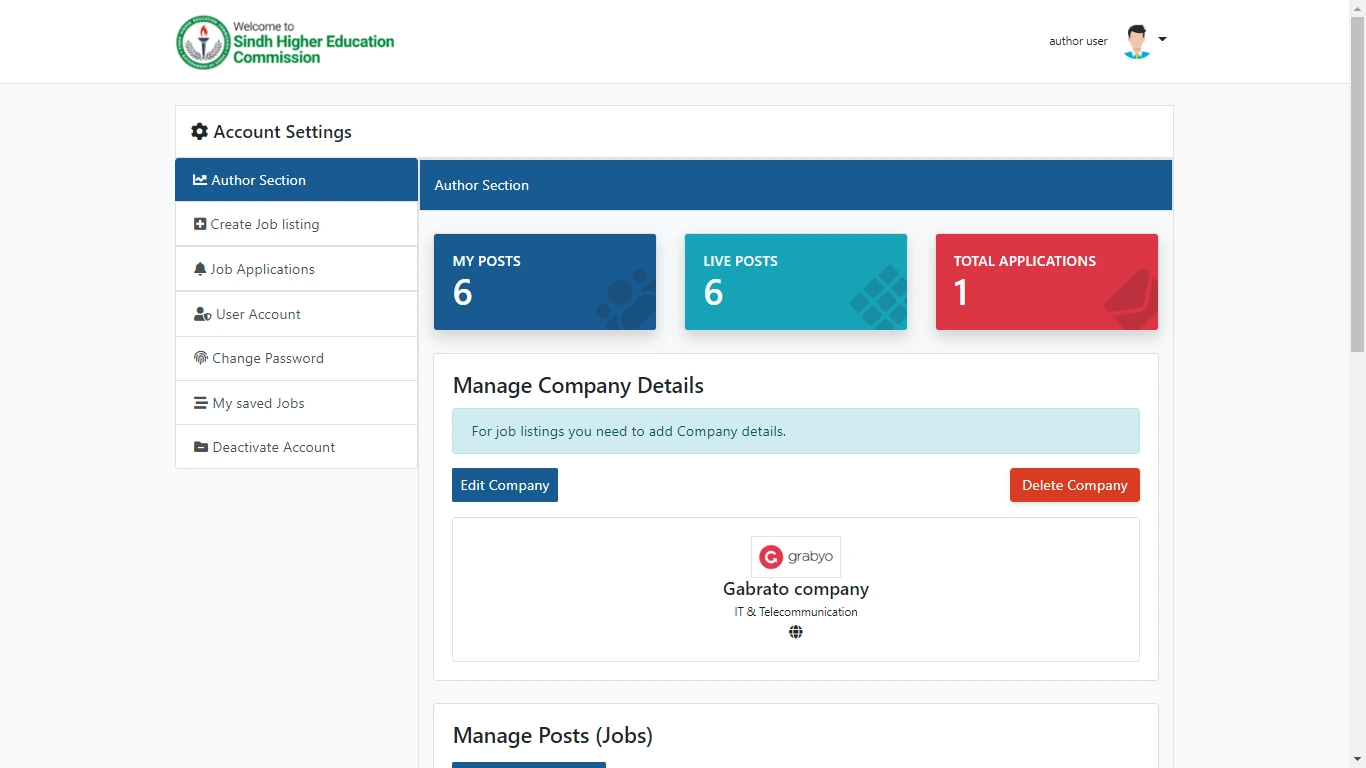 Welcome to
Sindh Higher Education
Commission
author user
Account Settings
Author Section
Create Job listing
Job Applications
User Account
Change Password
My saved Jobs
Deactivate Account
Author Section
MY POSTS
6
LIVE POSTS
6
TOTAL APPLICATIONS
1
Manage Company Details
For job listings you need to add Company details.
Edit Company
Delete Company
G grabyo
Gabrato company
IT & Telecommunication
Manage Posts (Jobs)